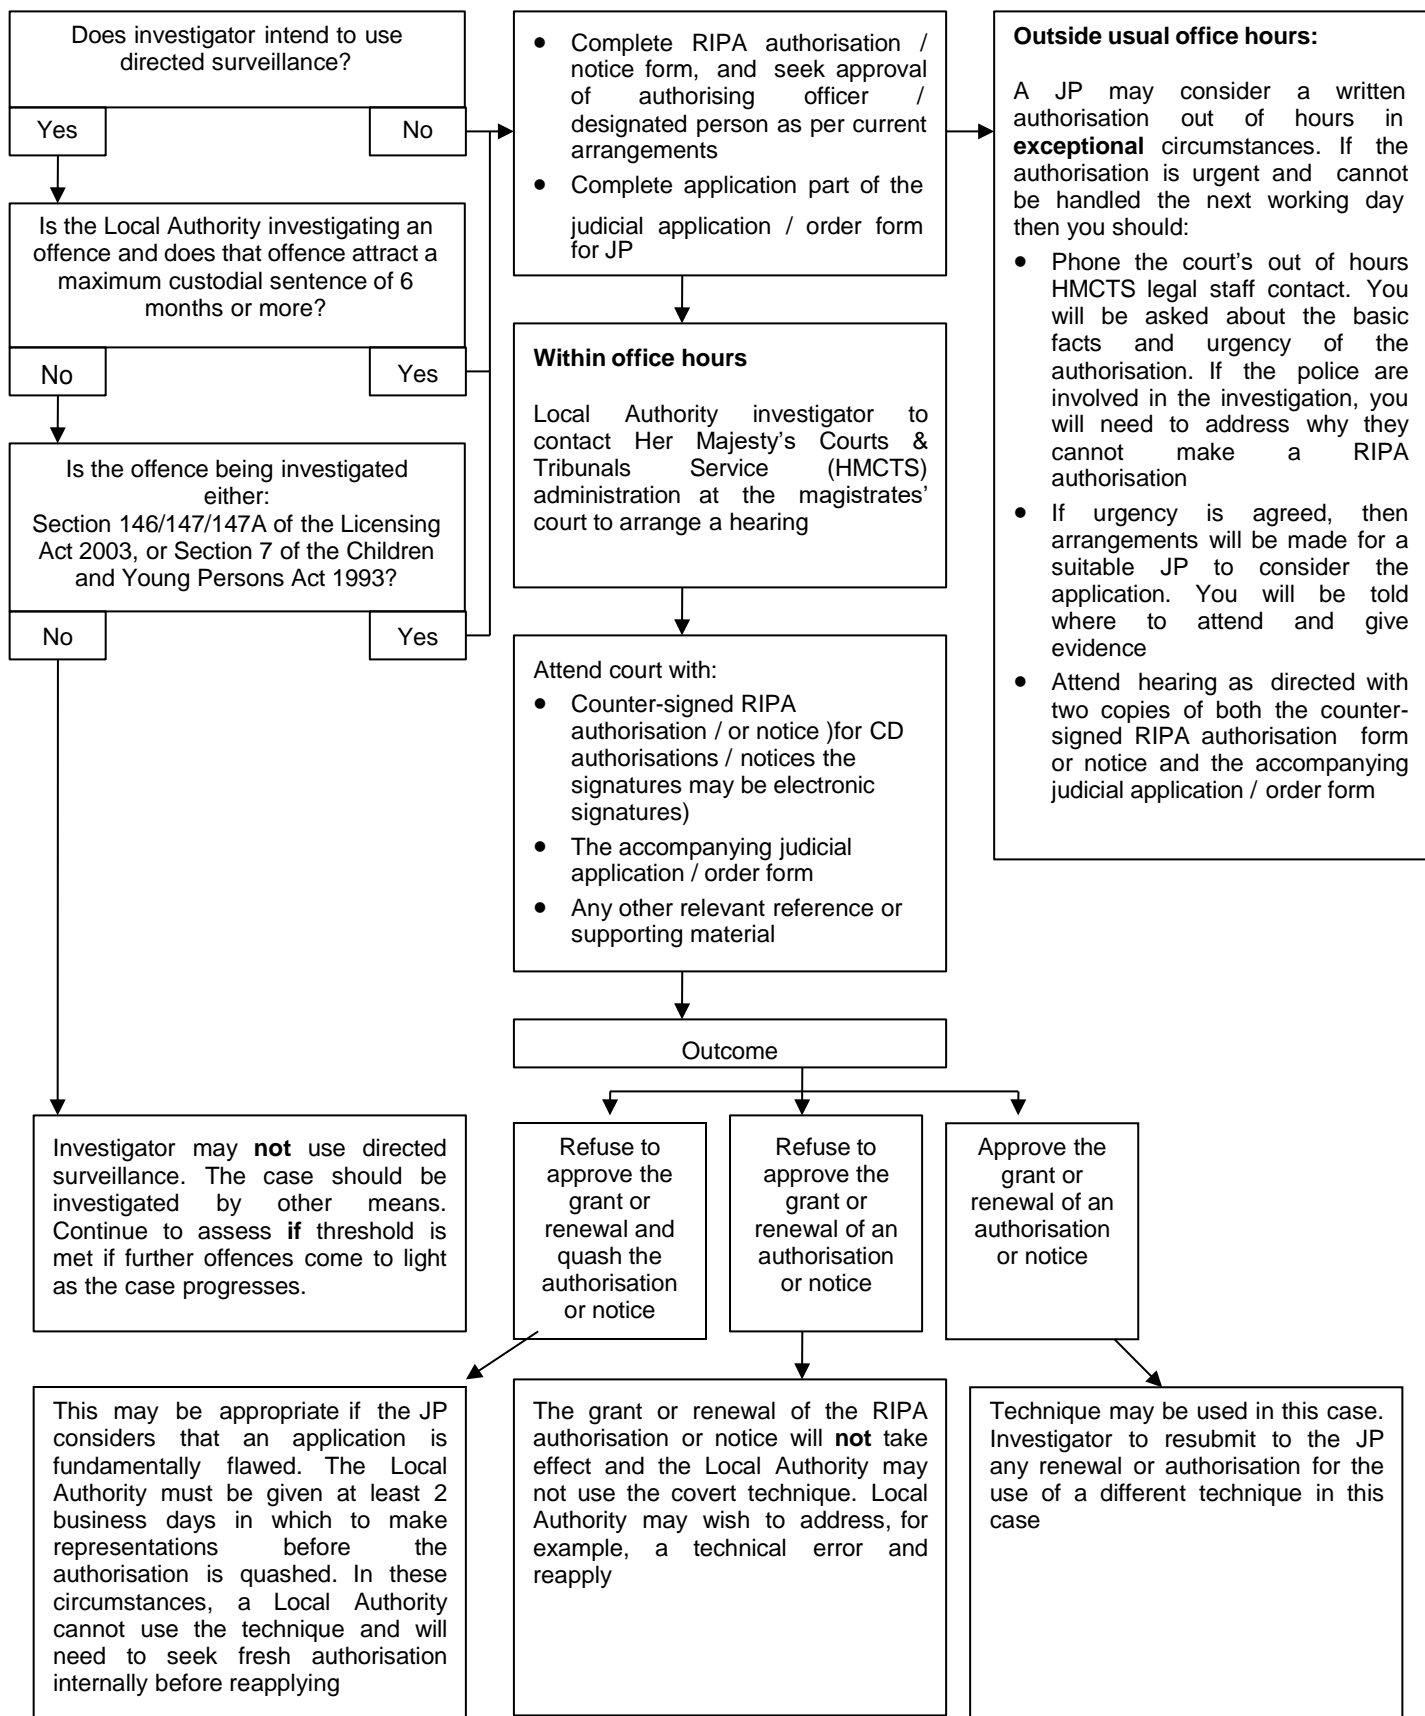 Does investigator intend to use
directed surveillance?
Yes
No
Is the Local Authority investigating an
offence and does that offence attract a
maximum custodial sentence of 6
months or more?
No
Yes
Is the offence being investigated
either:
Section 146/147/147A of the Licensing
Act 2003, or Section 7 of the Children
and Young Persons Act 1993?
No
Yes
• Complete RIPA authorisation /
notice form, and seek approval
of authorising officer /
designated person as per current
arrangements
• Complete application part of the
judicial application / order form
for JP
Within office hours
Local Authority investigator to
contact Her Majesty’s Courts &
Tribunals Service (HMCTS)
administration at the magistrates’
court to arrange a hearing
Attend court with:
• Counter-signed RIPA
authorisation / or notice )for CD
authorisations / notices the
signatures may be electronic
signatures)
• The accompanying judicial
application / order form
• Any other relevant reference or
supporting material
Outside usual office hours:
A JP may consider a written
authorisation out of hours in
exceptional circumstances. If the
authorisation is urgent and cannot
be handled the next working day
then you should:
• Phone the court’s out of hours
HMCTS legal staff contact. You
will be asked about the basic
facts and urgency of the
authorisation. If the police are
involved in the investigation, you
will need to address why they
cannot make a RIPA
authorisation
• If urgency is agreed, then
arrangements will be made for a
suitable JP to consider the
application. You will be told
where to attend and give
evidence
• Attend hearing as directed with
two copies of both the counter-
signed RIPA authorisation form
or notice and the accompanying
judicial application / order form
Outcome
Investigator may not use directed
surveillance. The case should be
investigated by other means.
Continue to assess if threshold is
met if further offences come to light
as the case progresses.
Refuse to
approve the
grant or
renewal and
quash the
authorisation
or notice
Refuse to
approve the
grant or
renewal of an
authorisation
or notice
Approve the
grant or
renewal of an
authorisation
or notice
This may be appropriate if the JP
considers that an application is
fundamentally flawed. The Local
Authority must be given at least 2
business days in which to make
representations before the
authorisation is quashed. In these
circumstances, a Local Authority
cannot use the technique and will
need to seek fresh authorisation
internally before reapplying
The grant or renewal of the RIPA
authorisation or notice will not take
effect and the Local Authority may
not use the covert technique. Local
Authority may wish to address, for
example, a technical error and
reapply
Technique may be used in this case.
Investigator to resubmit to the JP
any renewal or authorisation for the
use of a different technique in this
case